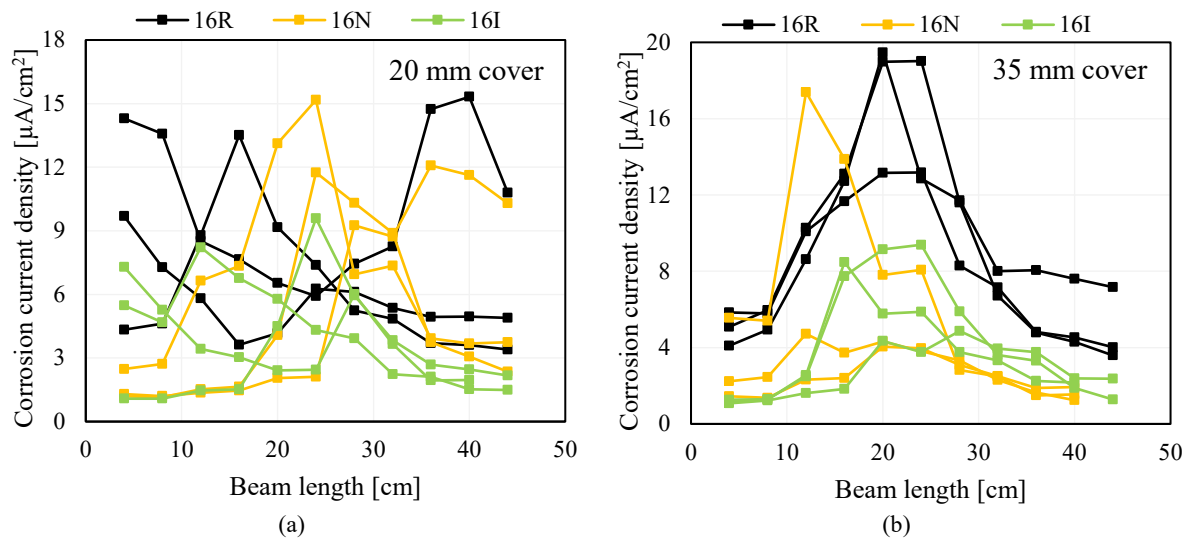 16R 16N 16I
20 mm cover
Corrosion current density [µA/cm²]
18
15
12
9
6
3
0
0 10 20 30 40 50
Beam length [cm]
(a)
16R 16N 16I
35 mm cover
Corrosion current density [µA/cm²]
20
16
12
8
4
0
0 10 20 30 40 50
Beam length [cm]
(b)